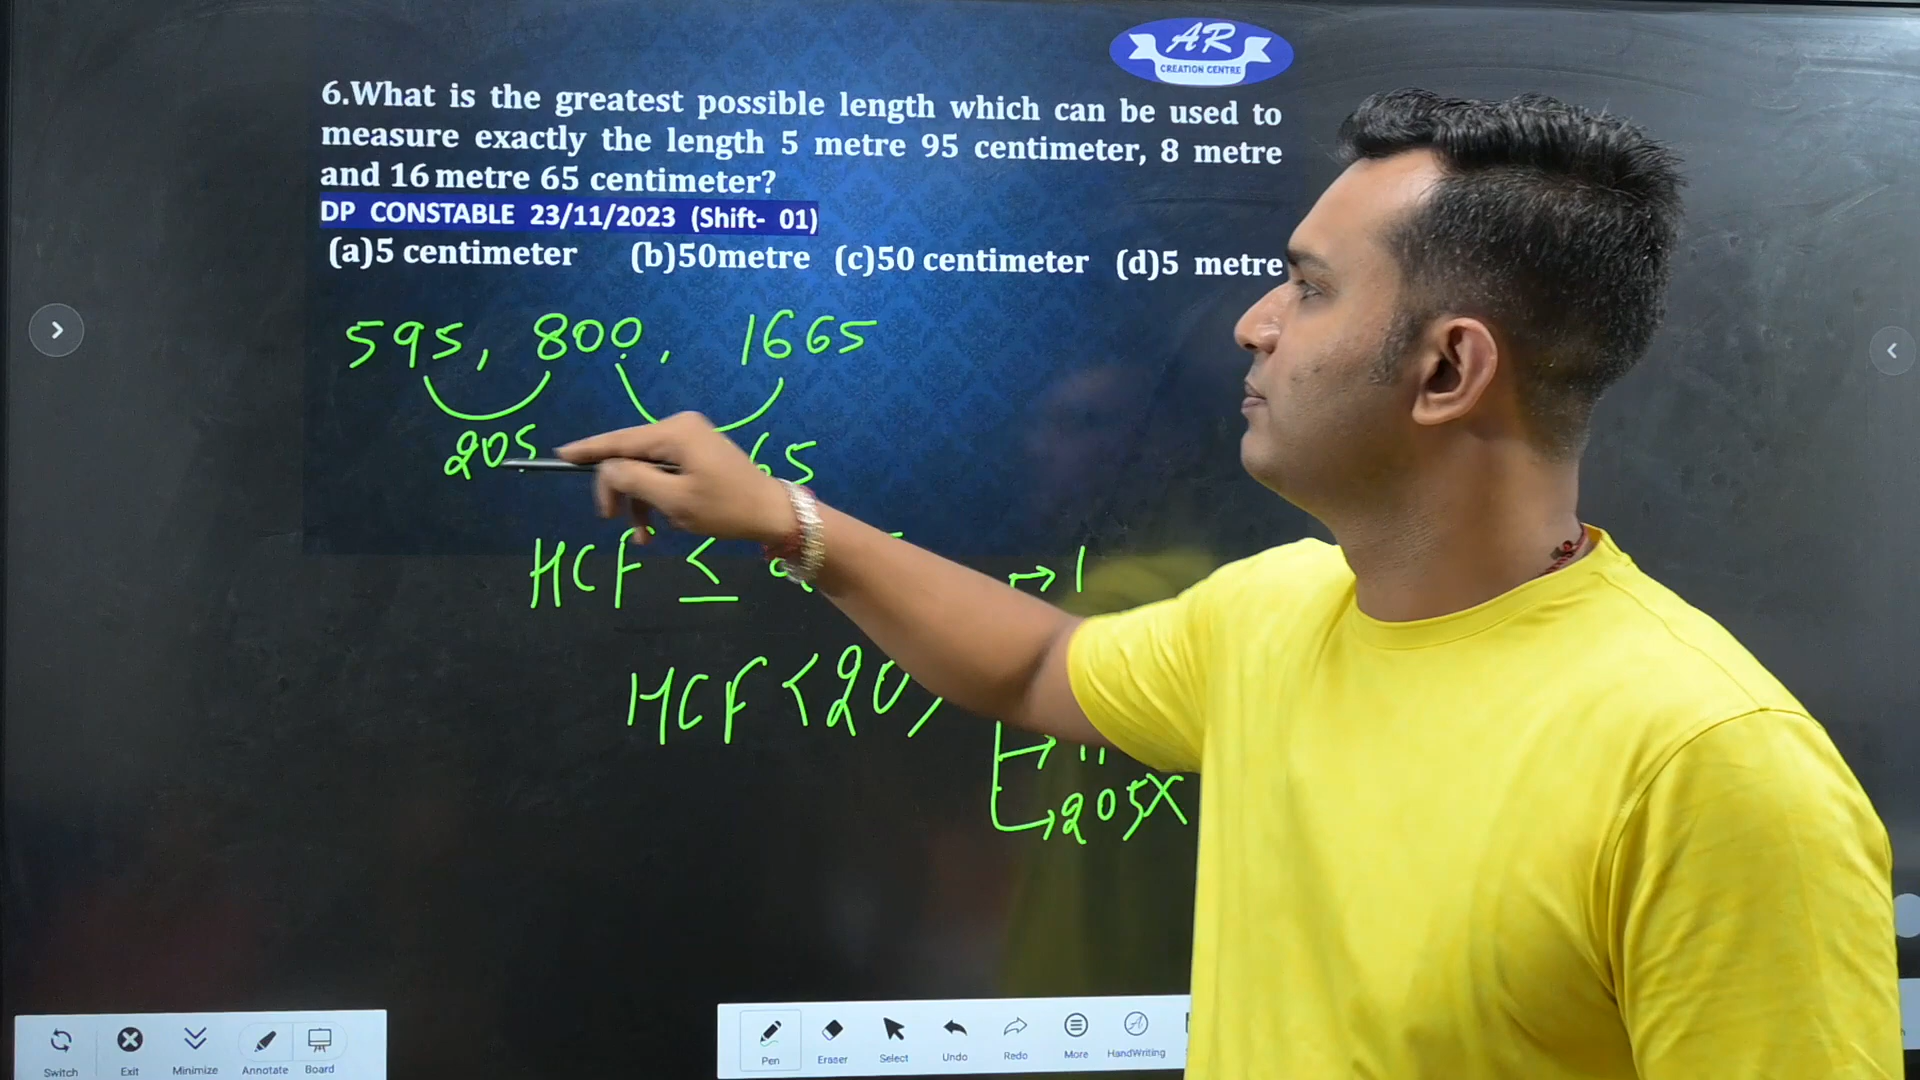 AR
CREATION CENTRE
6.What is the greatest possible length which can be used to
measure exactly the length 5 metre 95 centimeter, 8 metre
and 16 metre 65 centimeter?
DP CONSTABLE 23/11/2023 (Shift- 01)
(a)5 centimeter (b)50metre (c)50 centimeter (d)5 metre
595, 800, 1665
205 65
HCF ≤
1
HCF < 20
205X
Switch Exit Minimize Annotate Board
Pen Eraser Select Undo Redo More HandWriting